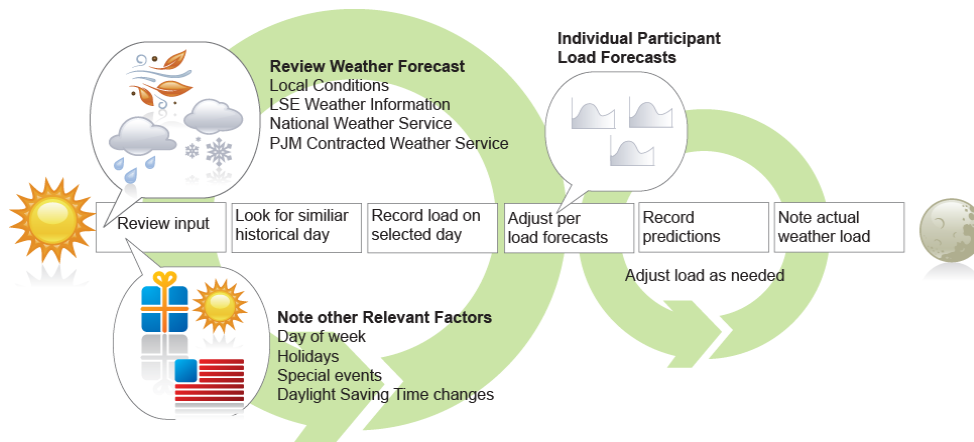 Review Weather Forecast
Local Conditions
LSE Weather Information
National Weather Service
PJM Contracted Weather Service
Individual Participant
Load Forecasts
Review input
Look for similiar
historical day
Record load on
selected day
Adjust per
load forecasts
Record
predictions
Note actual
weather load
Adjust load as needed
Note other Relevant Factors
Day of week
Holidays
Special events
Daylight Saving Time changes